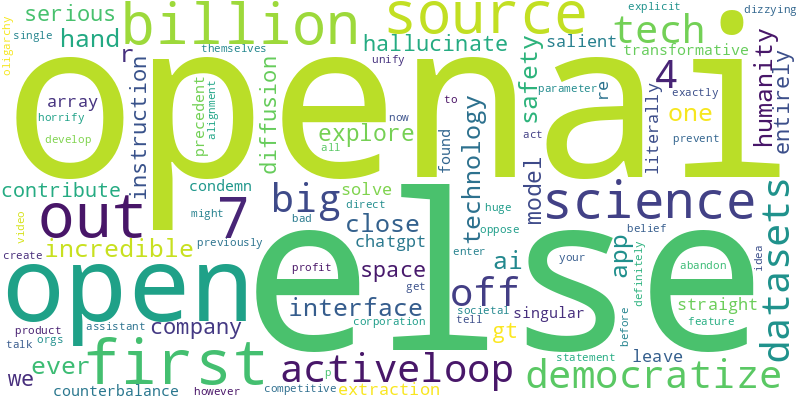 serious
billion
source
explicit
dizzying
oligarchy
single
hand
r
themselves
hallucinate
salient
tech
transformative
openai
unify
array
horrify
develop
instruction
precedent
alignment
diffusion
explore
all
now
to
found
safety
parameter
re
4
one
exactly
prevent
literally
humanity
entirely
contribute
condemn
solve
technology
act
out
7
big
bad
might
previously
direct
close
chatgpt
huge
oppose
model
science
belief
your
idea
datasets
incredible
video
create
open
else
profit
space
get
enter
ai
off
app
definitely
abandon
straight
feature
product
assistant
company
interface
corporation
societal
tell
gt
singular
before
talk
orgs
first
ever
we
counterbalance
however
activeloop
competitive
p
extraction
statement
leave
democratize